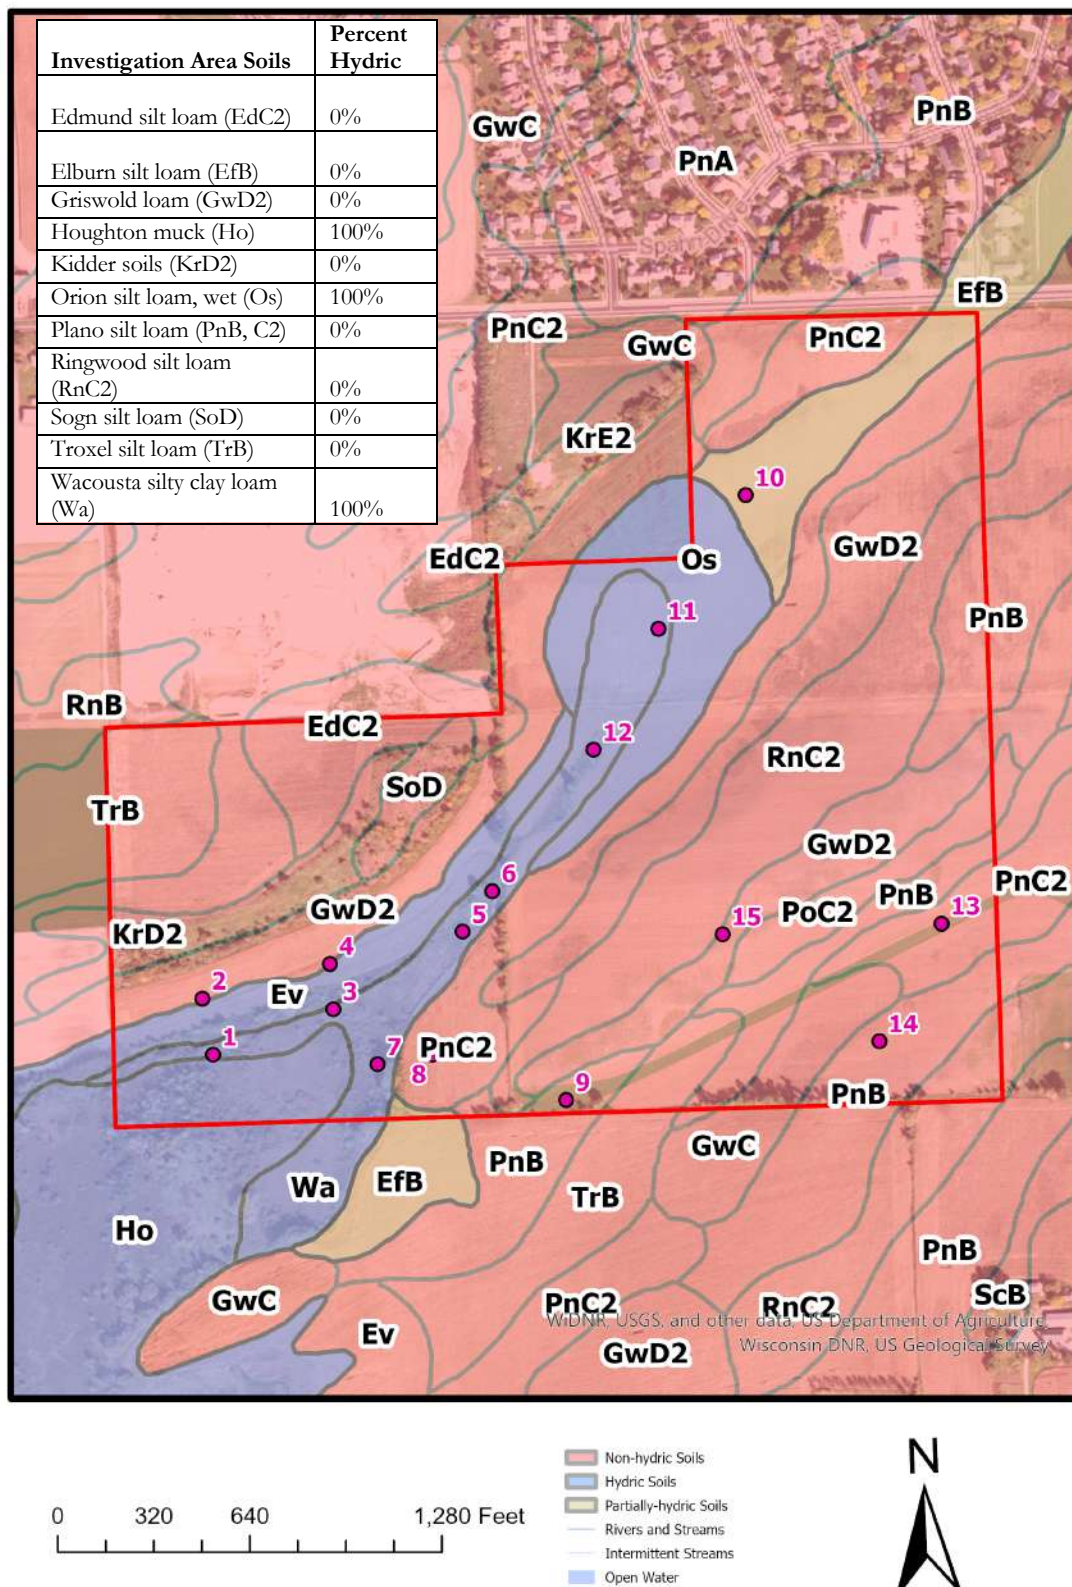 Investigation Area Soils Percent Hydric
Edmund silt loam (EdC2) 0%
Elburn silt loam (EfB) 0%
Griswold loam (GwD2) 0%
Houghton muck (Ho) 100%
Kidder soils (KrD2) 0%
Orion silt loam, wet (Os) 100%
Plano silt loam (PnB, C2) 0%
Ringwood silt loam (RnC2) 0%
Sogn silt loam (SoD) 0%
Troxel silt loam (TrB) 0%
Wacousta silty clay loam (Wa) 100%
GwC
PnB
PnA
EfB
PnC2
GwC
PnC2
KrE2
10
EdC2
Os
GwD2
11
PnB
RnB
EdC2
12
RnC2
SoD
TrB
GwD2
6
PnC2
PnB
GwD2
PoC2
13
5
15
KrD2
4
2
Ev
3
1
14
7
PnC2
8
9
PnB
GwC
PnB
Wa
EfB
TrB
Ho
PnB
GwC
PnC2
RnC2
ScB
Ev
WiDNR, USGS, and other data, US Department of Agriculture,
Wisconsin DNR, US Geological Survey
GwD2
N
Non-hydric Soils
Hydric Soils
Partially-hydric Soils
Rivers and Streams
Intermittent Streams
Open Water
0 320 640 1,280 Feet